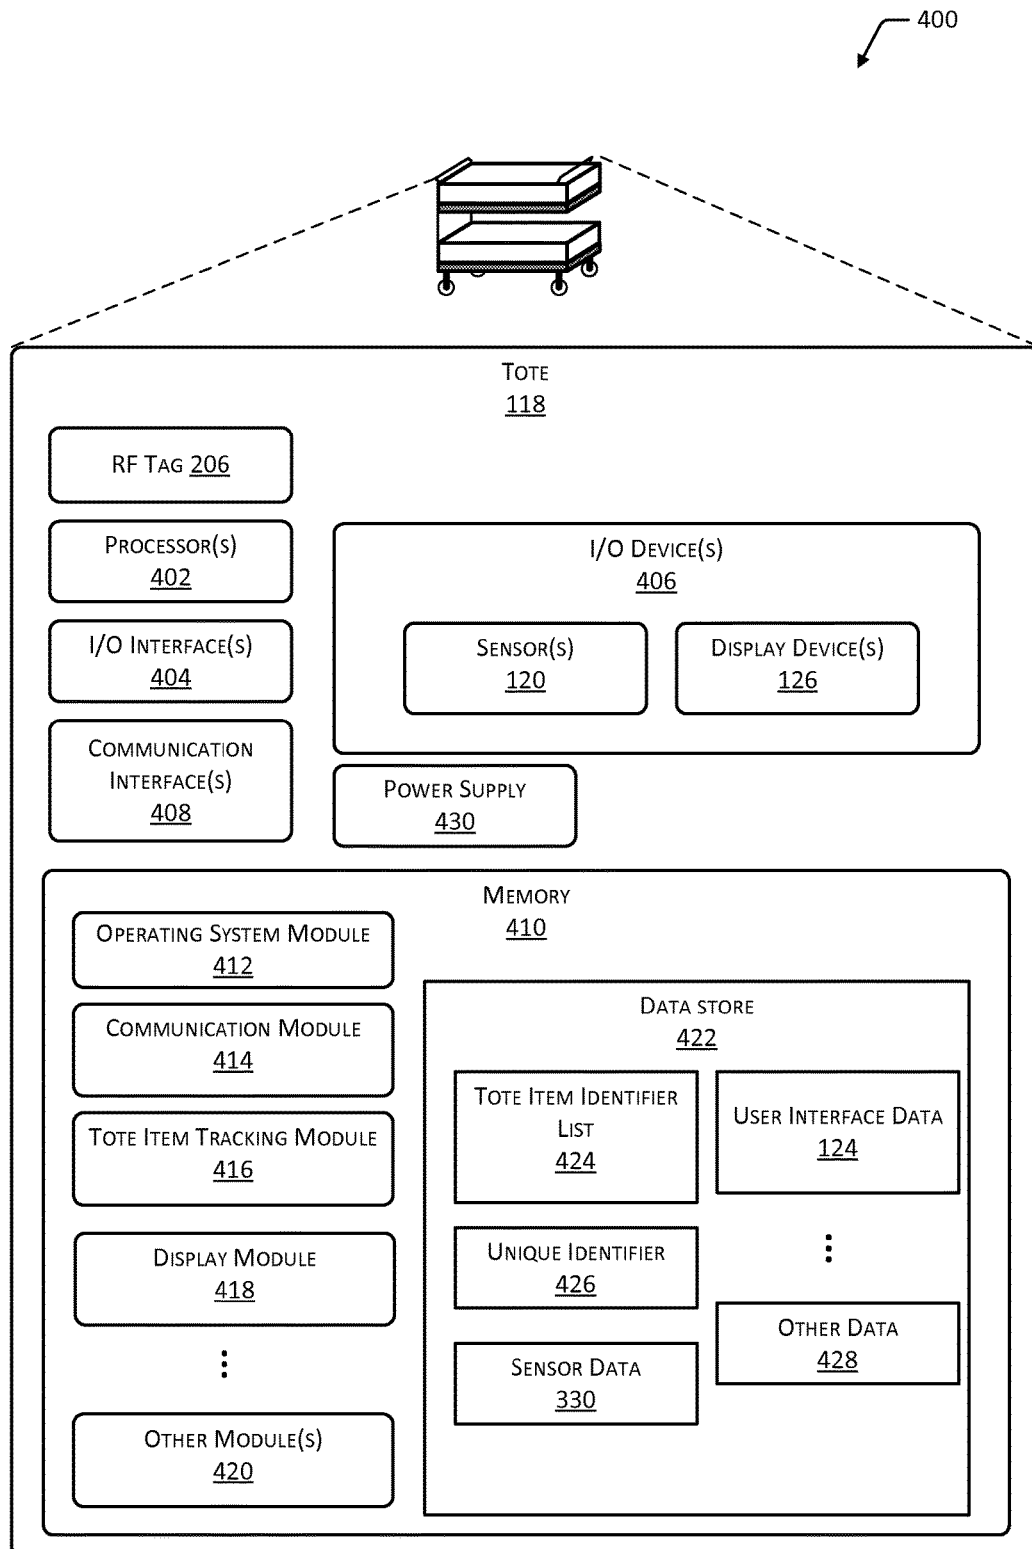 400
TOTE
118
RF TAG 206
PROCESSOR(S)
402
I/O INTERFACE(S)
404
COMMUNICATION
INTERFACE(S)
408
I/O DEVICE(S)
406
SENSOR(S)
120
DISPLAY DEVICE(S)
126
POWER SUPPLY
430
MEMORY
410
OPERATING SYSTEM MODULE
412
COMMUNICATION MODULE
414
TOTE ITEM TRACKING MODULE
416
DISPLAY MODULE
418
OTHER MODULE(S)
420
DATA STORE
422
TOTE ITEM IDENTIFIER
LIST
424
UNIQUE IDENTIFIER
426
SENSOR DATA
330
USER INTERFACE DATA
124
OTHER DATA
428